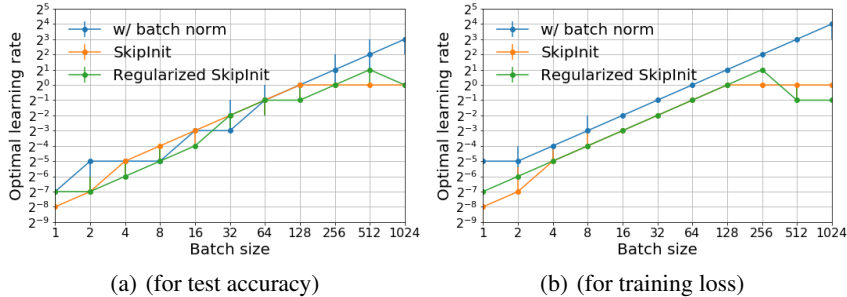 2^5
2^4
2^3
2^2
2^1
2^0
2^-1
2^-2
2^-3
2^-4
2^-5
2^-6
2^-7
2^-8
2^-9
Optimal learning rate
w/ batch norm
SkipInit
Regularized SkipInit
1 2 4 8 16 32 64 128 256 512 1024
Batch size
(a) (for test accuracy)
2^5
2^4
2^3
2^2
2^1
2^0
2^-1
2^-2
2^-3
2^-4
2^-5
2^-6
2^-7
2^-8
2^-9
Optimal learning rate
w/ batch norm
SkipInit
Regularized SkipInit
1 2 4 8 16 32 64 128 256 512 1024
Batch size
(b) (for training loss)